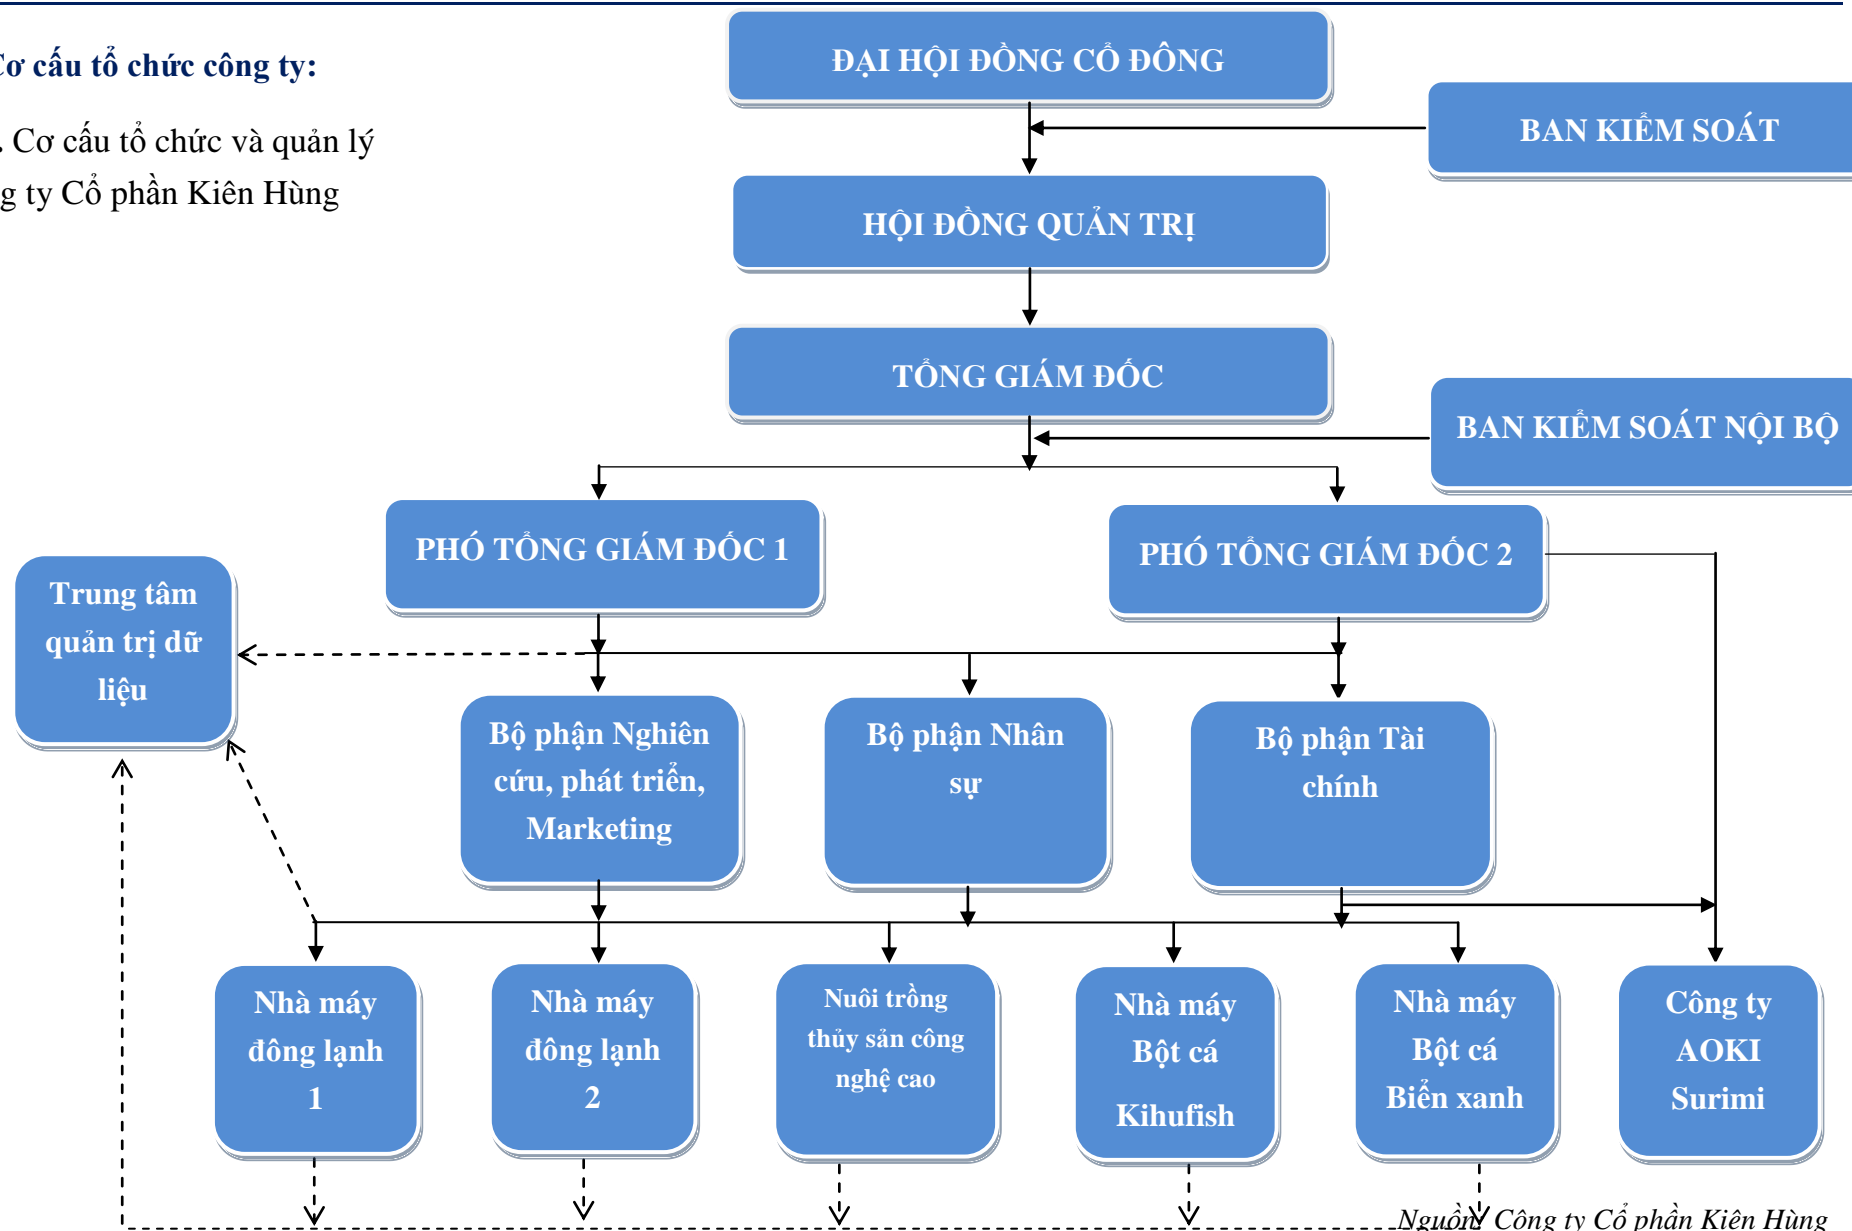 Cơ cấu tổ chức công ty:
. Cơ cấu tổ chức và quản lý
g ty Cổ phần Kiên Hùng
ĐẠI HỘI ĐỒNG CỔ ĐÔNG
BAN KIỂM SOÁT
HỘI ĐỒNG QUẢN TRỊ
TỔNG GIÁM ĐỐC
BAN KIỂM SOÁT NỘI BỘ
PHÓ TỔNG GIÁM ĐỐC 1
PHÓ TỔNG GIÁM ĐỐC 2
Trung tâm
quản trị dữ
liệu
Bộ phận Nghiên
cứu, phát triển,
Marketing
Bộ phận Nhân
sự
Bộ phận Tài
chính
Nhà máy
đông lạnh
1
Nhà máy
đông lạnh
2
Nuôi trồng
thủy sản công
nghệ cao
Nhà máy
Bột cá
Kihufish
Nhà máy
Bột cá
Biển xanh
Công ty
AOKI
Surimi
Nguồn: Công ty Cổ phần Kiên Hùng